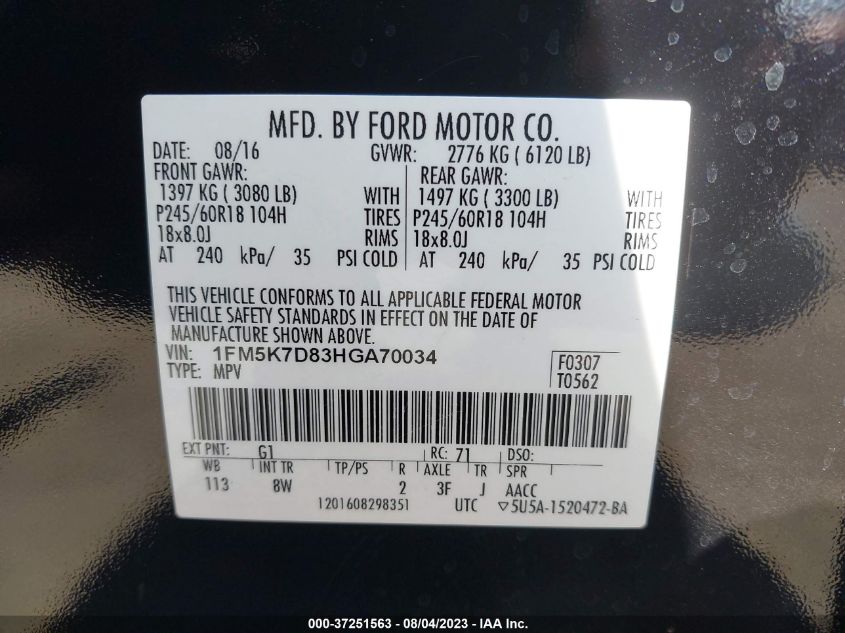 MFD. BY FORD MOTOR CO.
DATE: 08/16 GVWR: 2776 KG ( 6120 LB)
FRONT GAWR: REAR GAWR:
1397 KG ( 3080 LB) WITH 1497 KG ( 3300 LB) WITH
P245/60R18 104H TIRES P245/60R18 104H TIRES
18x8.0J RIMS 18x8.0J RIMS
AT 240 kPa/ 35 PSI COLD AT 240 kPa/ 35 PSI COLD
THIS VEHICLE CONFORMS TO ALL APPLICABLE FEDERAL MOTOR
VEHICLE SAFETY STANDARDS IN EFFECT ON THE DATE OF
MANUFACTURE SHOWN ABOVE.
VIN: 1FM5K7D83HGA70034 F0307
TYPE: MPV T0562
EXT PNT: G1 RC: 71 DSO:
WB INT TR TP/PS R AXLE TR SPR
113 8W 2 3F J AACC
1201608298351 UTC ▽5U5A-1520472-BA
000-37251563 - 08/04/2023 - IAA Inc.